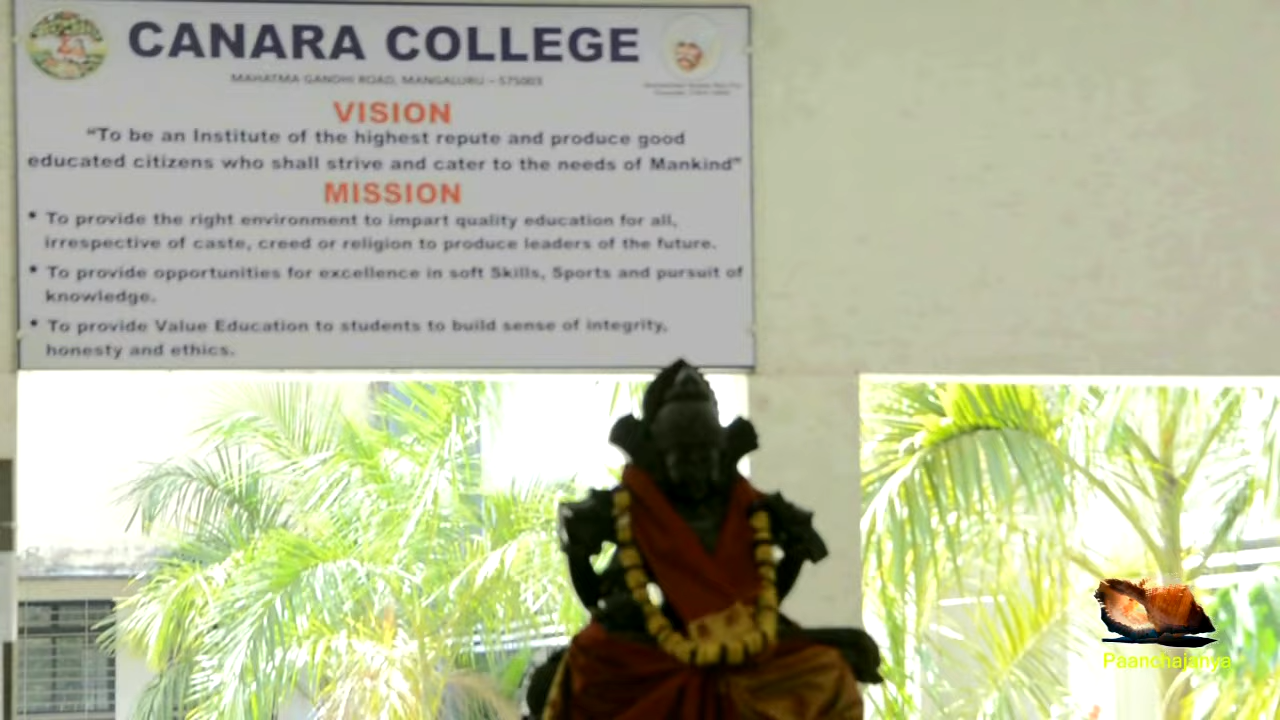 CANARA COLLEGE
MAHATMA GANDHI ROAD, MANGALURU - 575003
VISION
"To be an Institute of the highest repute and produce good
educated citizens who shall strive and cater to the needs of Mankind"
MISSION
* To provide the right environment to impart quality education for all,
irrespective of caste, creed or religion to produce leaders of the future.
* To provide opportunities for excellence in soft Skills, Sports and pursuit of
knowledge.
* To provide Value Education to students to build sense of integrity,
honesty and ethics.
Paanchajanya